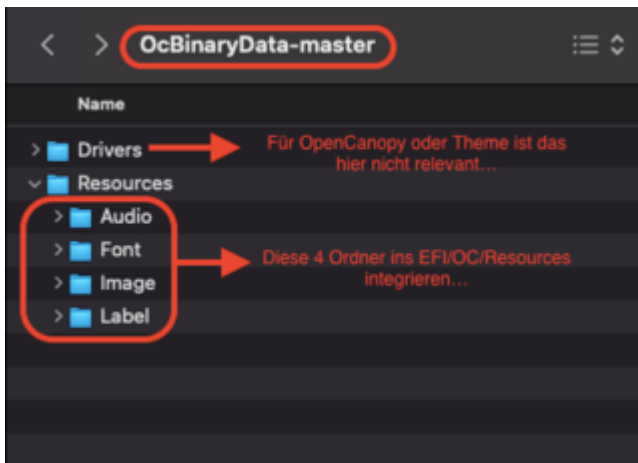 OcBinaryData-master
Name
Drivers
Für OpenCanopy oder Theme ist das
hier nicht relevant...
Resources
Audio
Font
Diese 4 Ordner ins EFI/OC/Resources
integrieren...
Image
Label